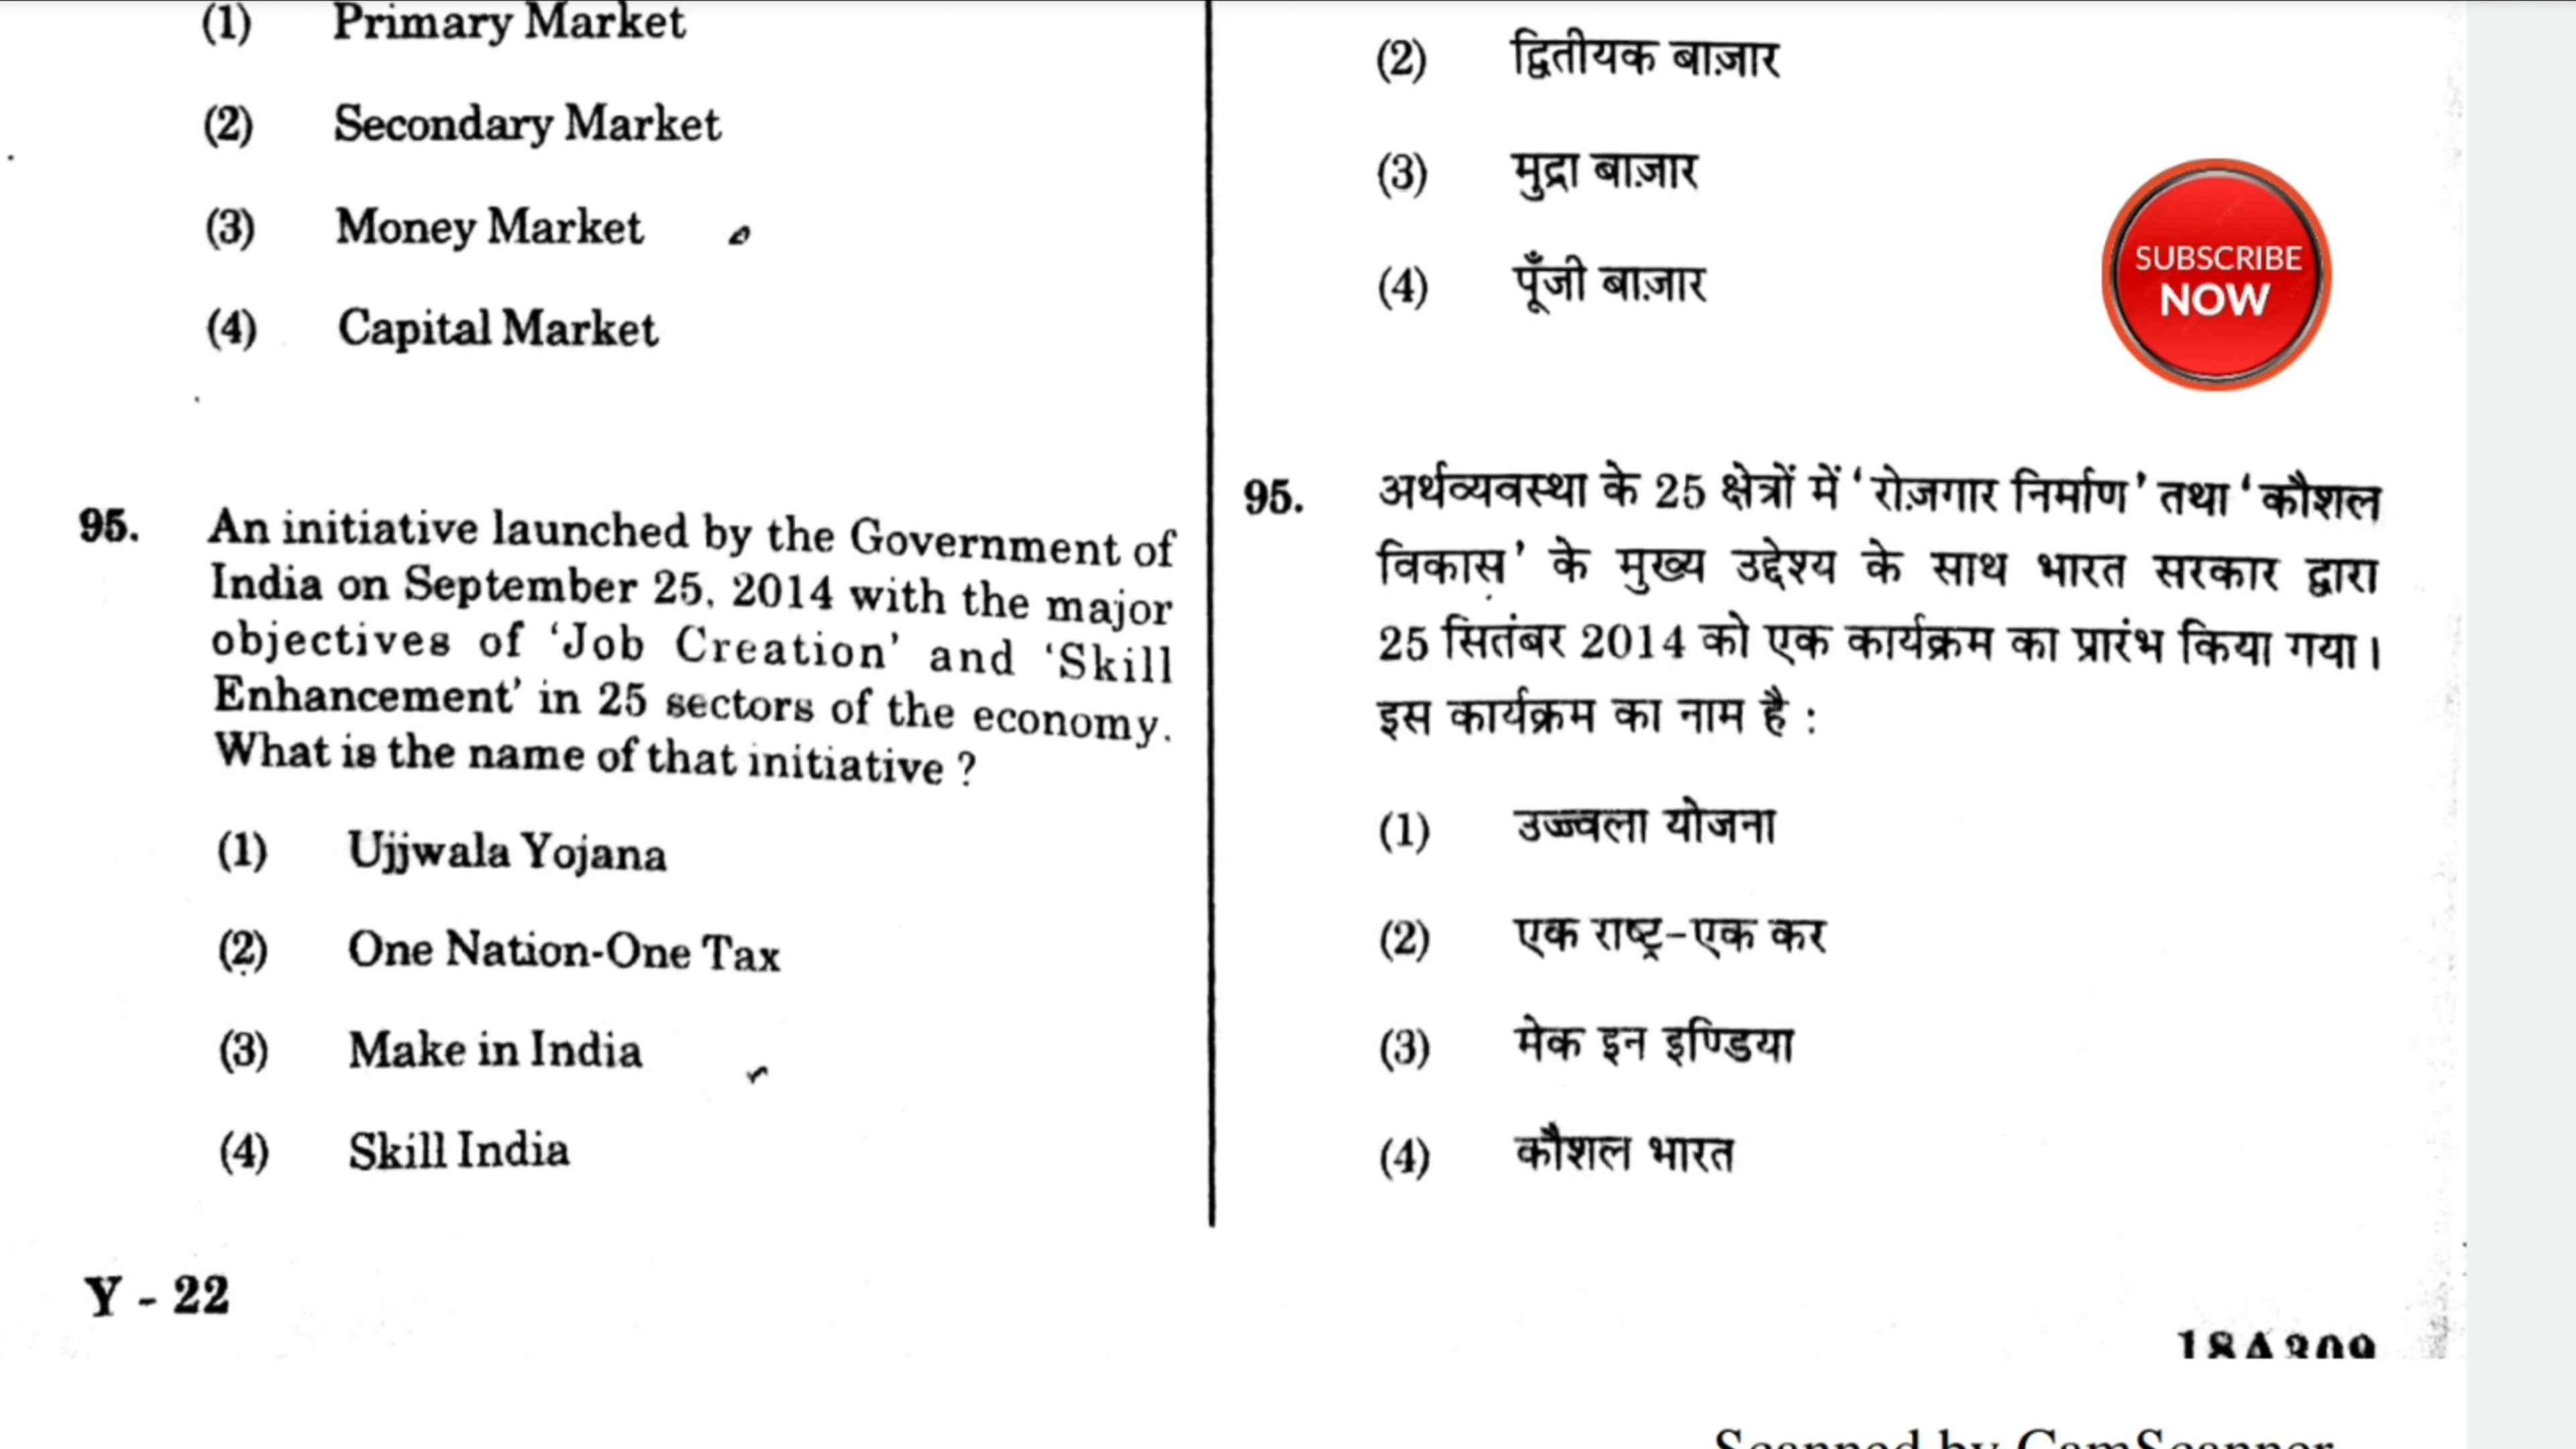 (1) Primary Market
(2) Secondary Market
(3) Money Market
(4) Capital Market
95. An initiative launched by the Government of
India on September 25, 2014 with the major
objectives of ‘Job Creation’ and ‘Skill
Enhancement’ in 25 sectors of the economy.
What is the name of that initiative ?
(1) Ujjwala Yojana
(2) One Nation-One Tax
(3) Make in India
(4) Skill India
Y - 22
(2) द्वितीयक बाज़ार
(3) मुद्रा बाज़ार
(4) पूँजी बाज़ार
SUBSCRIBE
NOW
95. अर्थव्यवस्था के 25 क्षेत्रों में ‘रोज़गार निर्माण’ तथा ‘कौशल
विकास’ के मुख्य उद्देश्य के साथ भारत सरकार द्वारा
25 सितंबर 2014 को एक कार्यक्रम का प्रारंभ किया गया।
इस कार्यक्रम का नाम है :
(1) उज्ज्वला योजना
(2) एक राष्ट्र-एक कर
(3) मेक इन इण्डिया
(4) कौशल भारत
Scanned by CamScanner